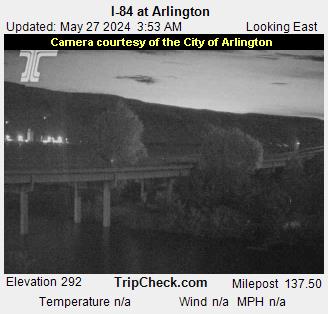 I-84 at Arlington
Updated: May 27 2024 3:53 AM Looking East
Camera courtesy of the City of Arlington
Elevation 292 TripCheck.com Milepost 137.50
Temperature n/a Wind n/a MPH n/a